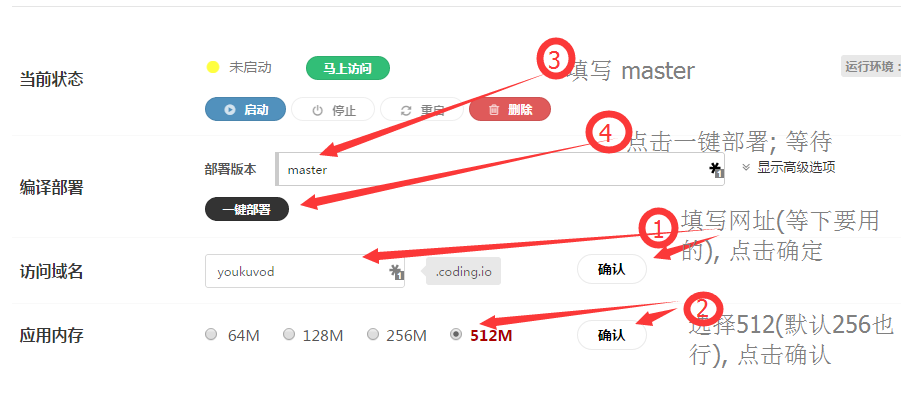 ③
填写 master
当前状态
未启动
马上访问
运行环境：
启动
停止
重启
删除
④
点击一键部署; 等待
编译部署
部署版本
master
1
显示高级选项
一键部署
①
填写网址(等下要用
的), 点击确定
访问域名
youkuvod
1
.coding.io
确认
②
选择512(默认256也
行), 点击确认
应用内存
64M
128M
256M
512M
确认